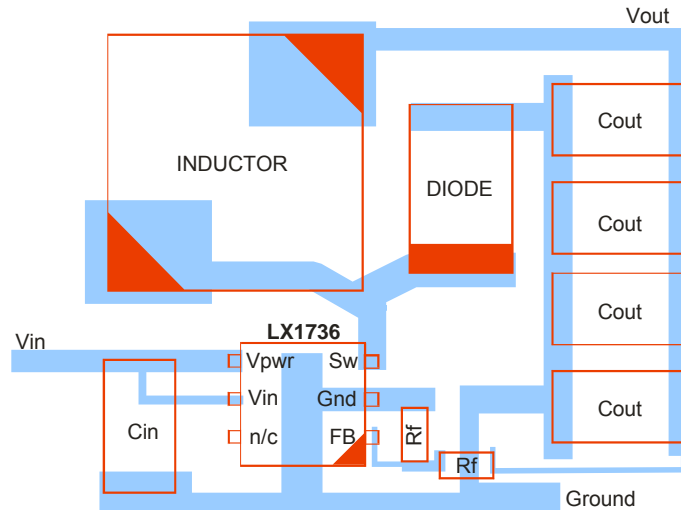 Vout
Cout
INDUCTOR
DIODE
Cout
LX1736
Cout
Vin
Vpwr
Sw
Vin
Gnd
Cout
Cin
n/c
FB
Rf
Rf
Ground